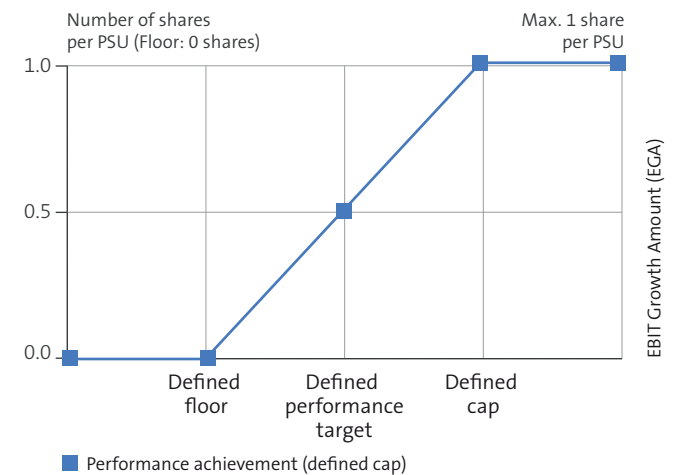 Number of shares
per PSU (Floor: 0 shares)
Max. 1 share
per PSU
1.0
0.5
0.0
EBIT Growth Amount (EGA)
Defined
floor
Defined
performance
target
Defined
cap
Performance achievement (defined cap)